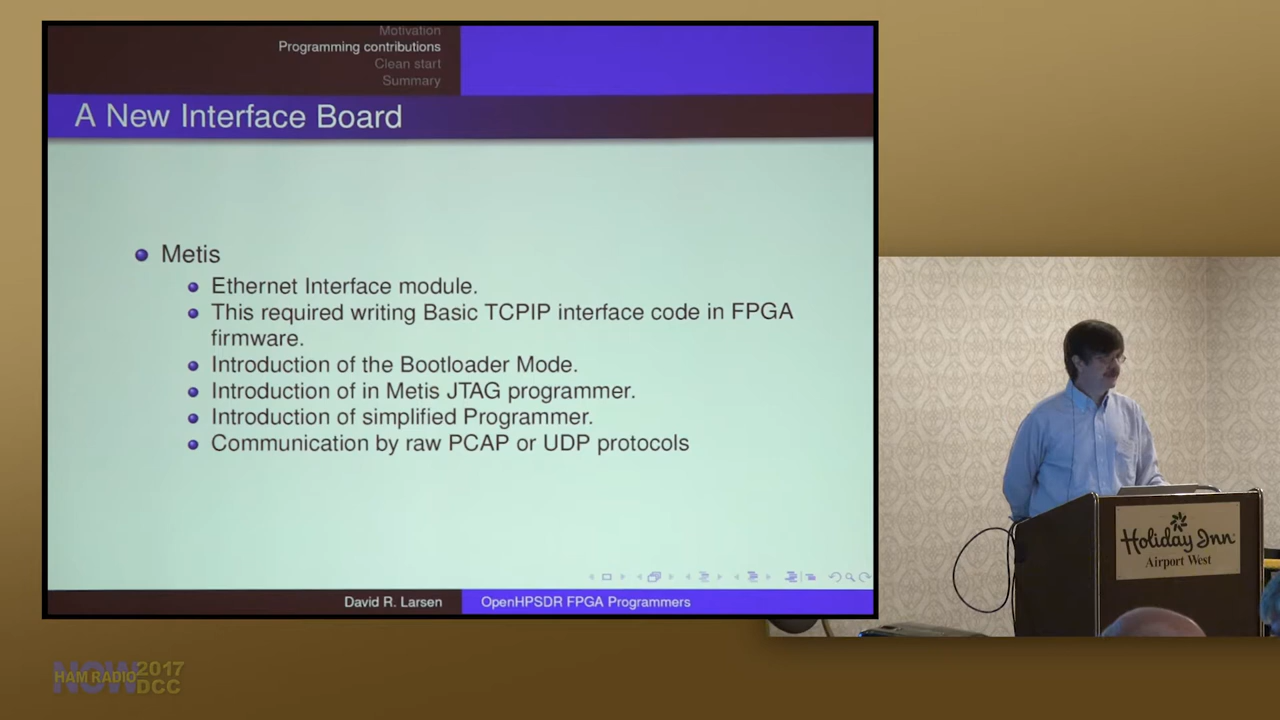 Motivation
Programming contributions
Clean start
Summary
A New Interface Board
Metis
Ethernet Interface module.
This required writing Basic TCPIP interface code in FPGA
firmware.
Introduction of the Bootloader Mode.
Introduction of in Metis JTAG programmer.
Introduction of simplified Programmer.
Communication by raw PCAP or UDP protocols
David R. Larsen
OpenHPSDR FPGA Programmers
Holiday Inn
Airport West
NOW
HAM RADIO 2017
DCC